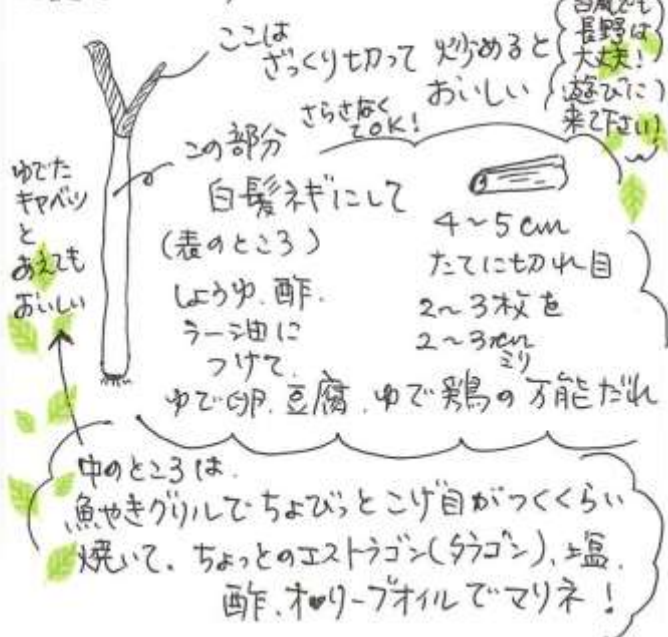 ここは
ざっくり切って 炒めると
おいしい
台風でも
長野は
大丈夫!
遊びに
来て下さい!
さらさなく
てOK!
この部分
白髪ネギにして
(表のところ)
しょうゆ、酢、
ラー油に
つけて、
ゆで卵、豆腐、ゆで鶏の万能だれ
4~5cm
たてに切れ目
2~3枚を
2~3
ミリ
ゆでた
キャベツ
と
あえても
おいしい
中のところは、
魚やきグリルでちょびっとこげ目がつくくらい
焼いて、ちょっとのエストラゴン(タラゴン)、塩、
酢、オ♥リーブオイルでマリネ!